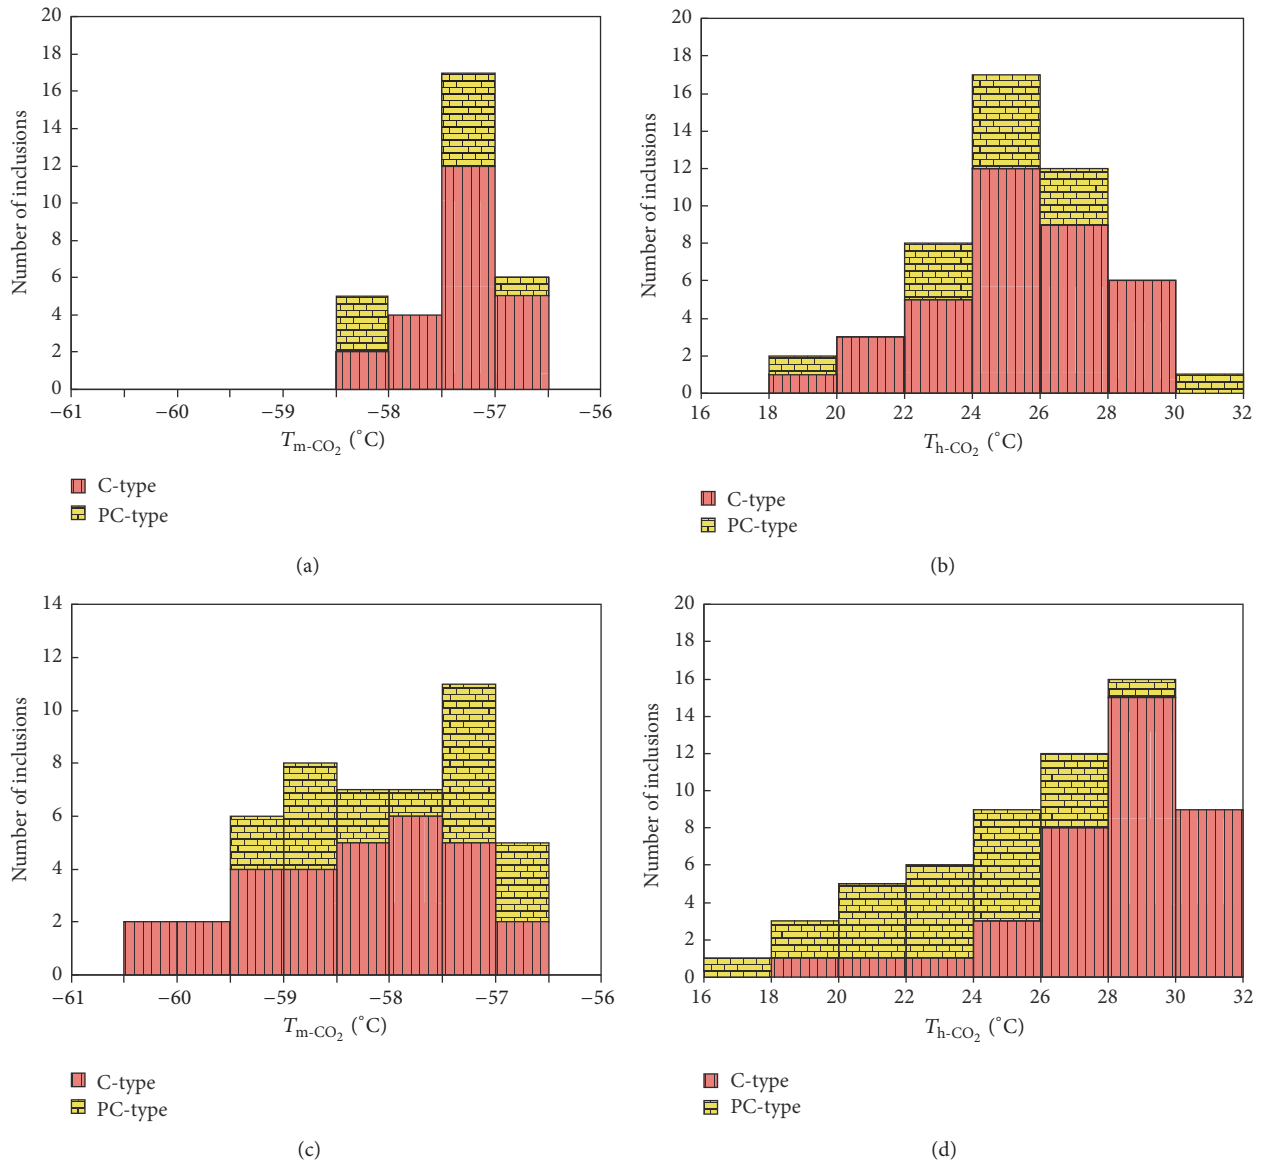 20
18
16
14
12
10
8
6
4
2
0
Number of inclusions
−61 −60 −59 −58 −57 −56
Tm-CO2 (°C)
C-type
PC-type
(a)
20
18
16
14
12
10
8
6
4
2
0
Number of inclusions
16 18 20 22 24 26 28 30 32
Th-CO2 (°C)
C-type
PC-type
(b)
14
12
10
8
6
4
2
0
Number of inclusions
−61 −60 −59 −58 −57 −56
Tm-CO2 (°C)
C-type
PC-type
(c)
20
18
16
14
12
10
8
6
4
2
0
Number of inclusions
16 18 20 22 24 26 28 30 32
Th-CO2 (°C)
C-type
PC-type
(d)